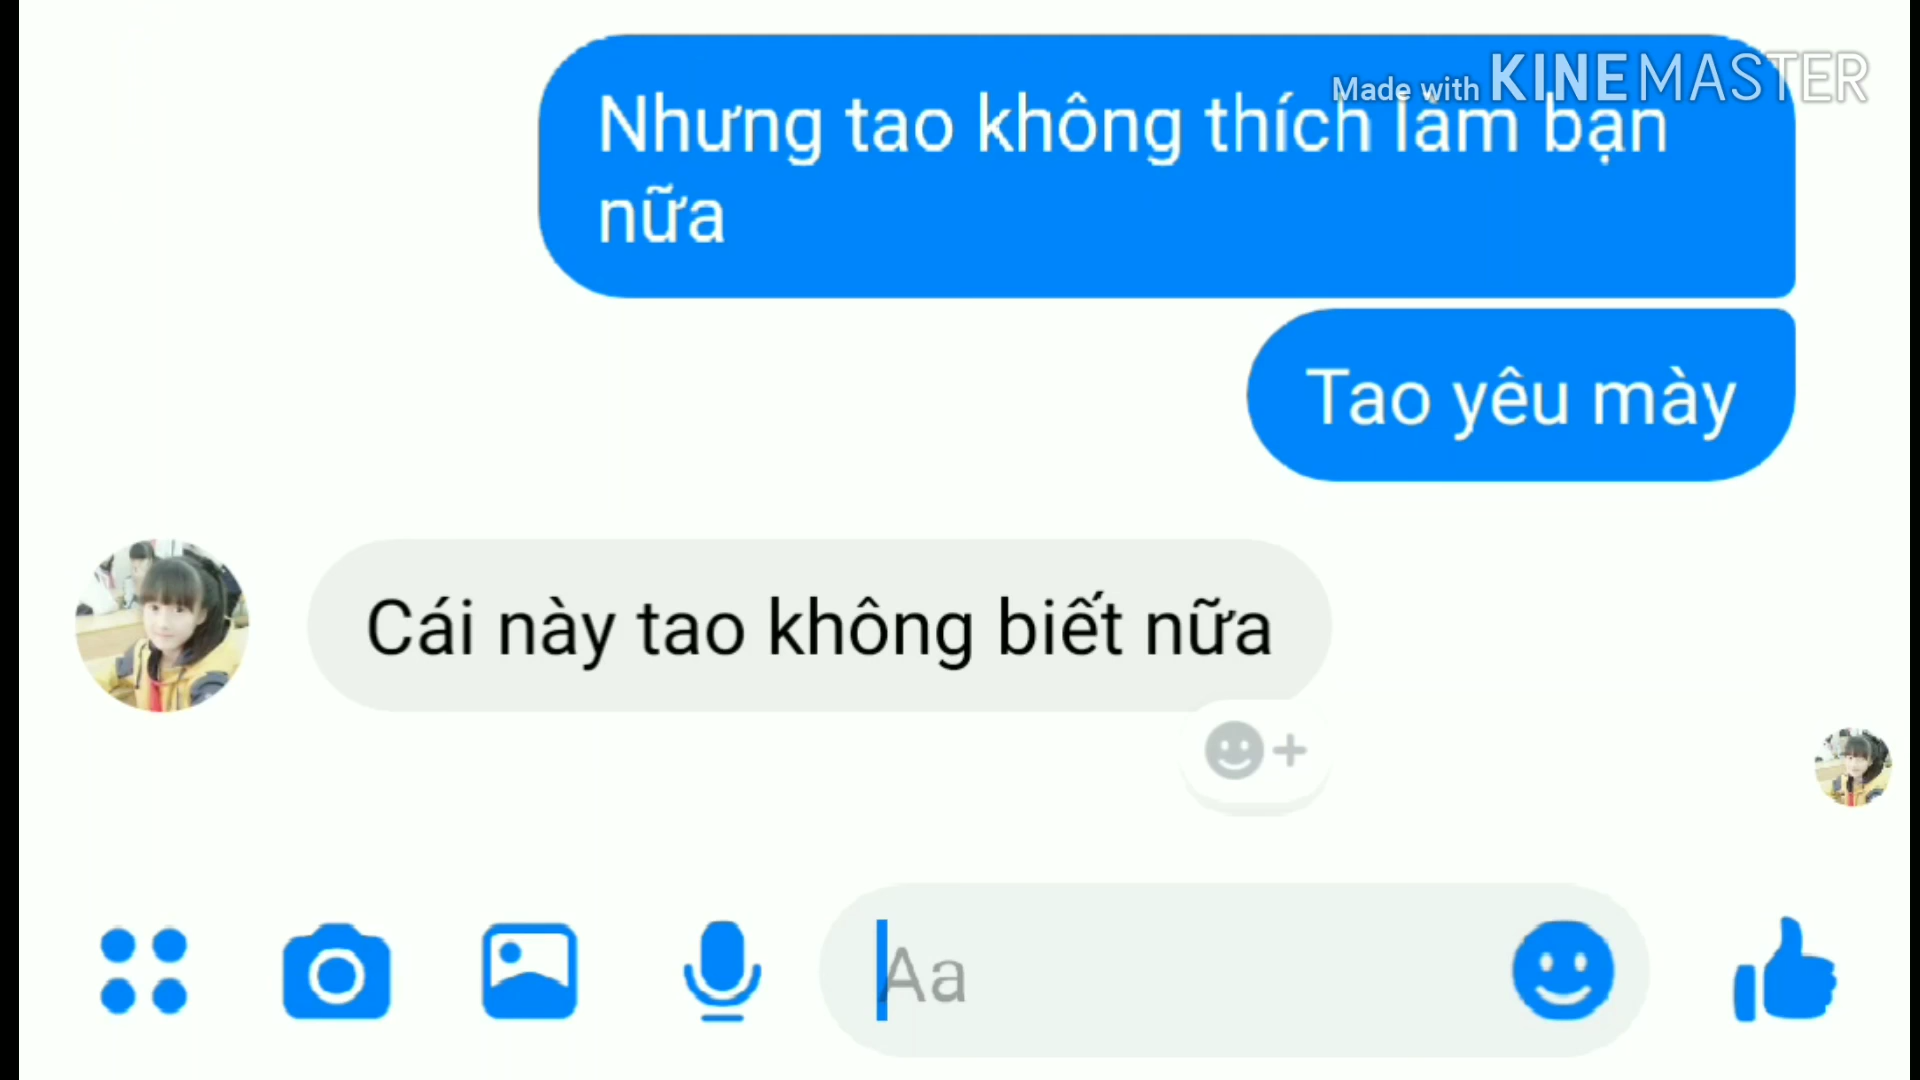 Made with KINEMASTER
Nhưng tao không thích làm bạn
nữa
Tao yêu mày
Cái này tao không biết nữa
Aa